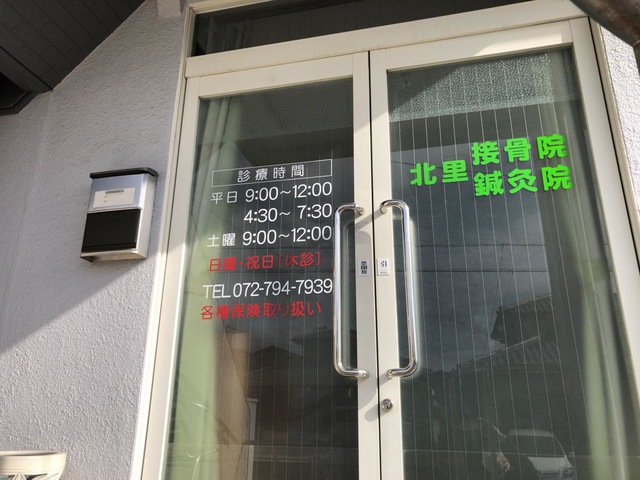 診療時間
平日 9:00～12:00
4:30～ 7:30
土曜 9:00～12:00
日曜・祝日［休診］
TEL 072-794-7939
各種保険取り扱い
北里 接骨院
鍼灸院
引